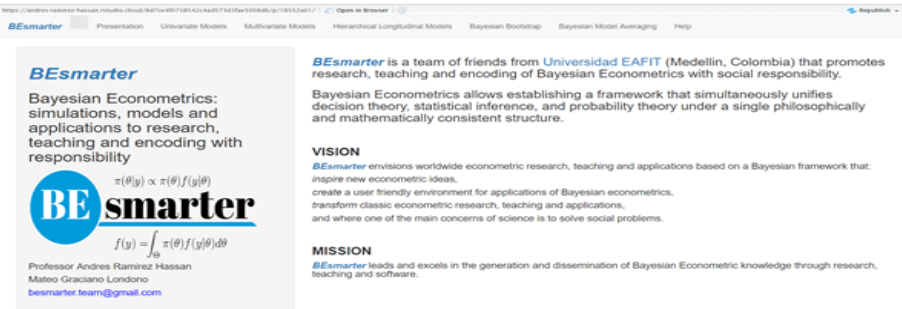 Open in Browser
Republish
BEsmarter
Presentation
Univariate Models
Multivariate Models
Hierarchical Longitudinal Models
Bayesian Bootstrap
Bayesian Model Averaging
Help
BEsmarter
Bayesian Econometrics:
simulations, models and
applications to research,
teaching and encoding with
responsibility
π(θ|y) ∝ π(θ)f(y|θ)
BE smarter
f(y) = ∫_Θ π(θ)f(y|θ)dθ
Professor Andres Ramirez Hassan
Mateo Graciano Londono
besmarter.team@gmail.com
BEsmarter is a team of friends from Universidad EAFIT (Medellin, Colombia) that promotes
research, teaching and encoding of Bayesian Econometrics with social responsibility.
Bayesian Econometrics allows establishing a framework that simultaneously unifies
decision theory, statistical inference, and probability theory under a single philosophically
and mathematically consistent structure.
VISION
BEsmarter envisions worldwide econometric research, teaching and applications based on a Bayesian framework that:
inspire new econometric ideas,
create a user friendly environment for applications of Bayesian econometrics,
transform classic econometric research, teaching and applications,
and where one of the main concerns of science is to solve social problems.
MISSION
BEsmarter leads and excels in the generation and dissemination of Bayesian Econometric knowledge through research,
teaching and software.